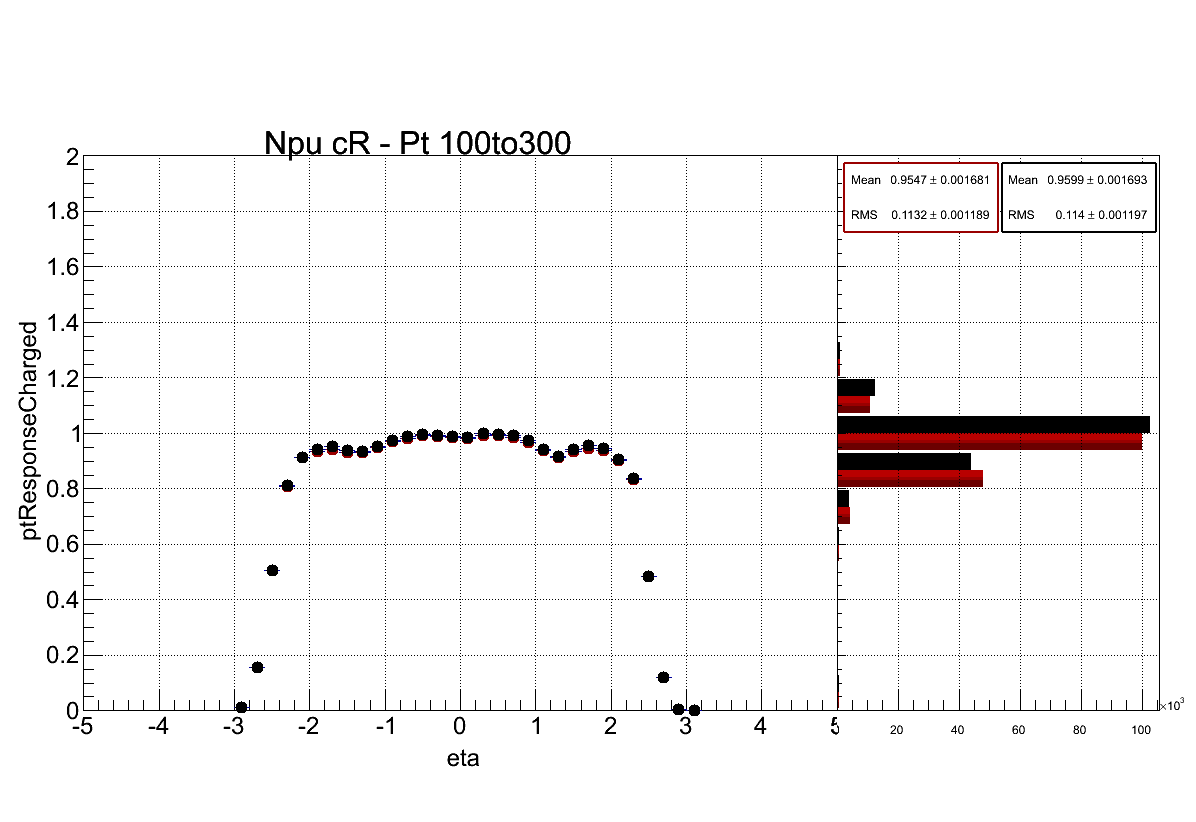 Npu cR - Pt 100to300
ptResponseCharged
2
1.8
1.6
1.4
1.2
1
0.8
0.6
0.4
0.2
0
-5 -4 -3 -2 -1 0 1 2 3 4 5
eta
Mean 0.9547 ± 0.001681
RMS 0.1132 ± 0.001189
Mean 0.9599 ± 0.001693
RMS 0.114 ± 0.001197
20 40 60 80 100
×10³